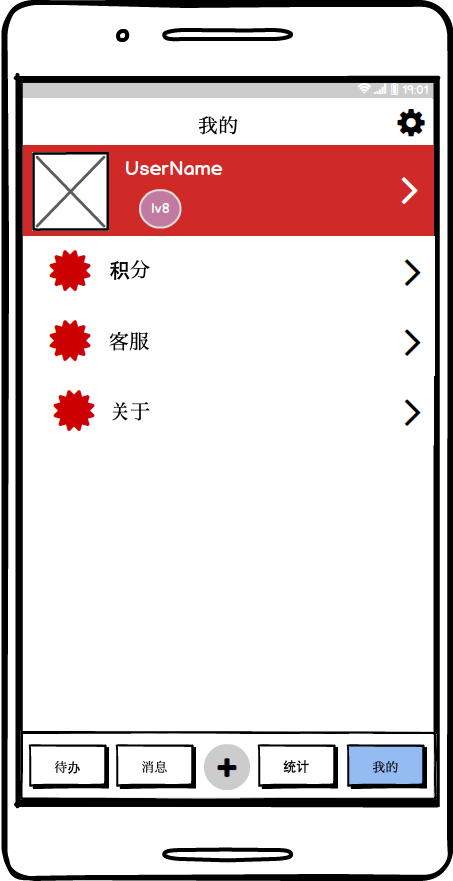 19:01
我的
UserName
lv8
积分
客服
关于
待办 消息 统计 我的